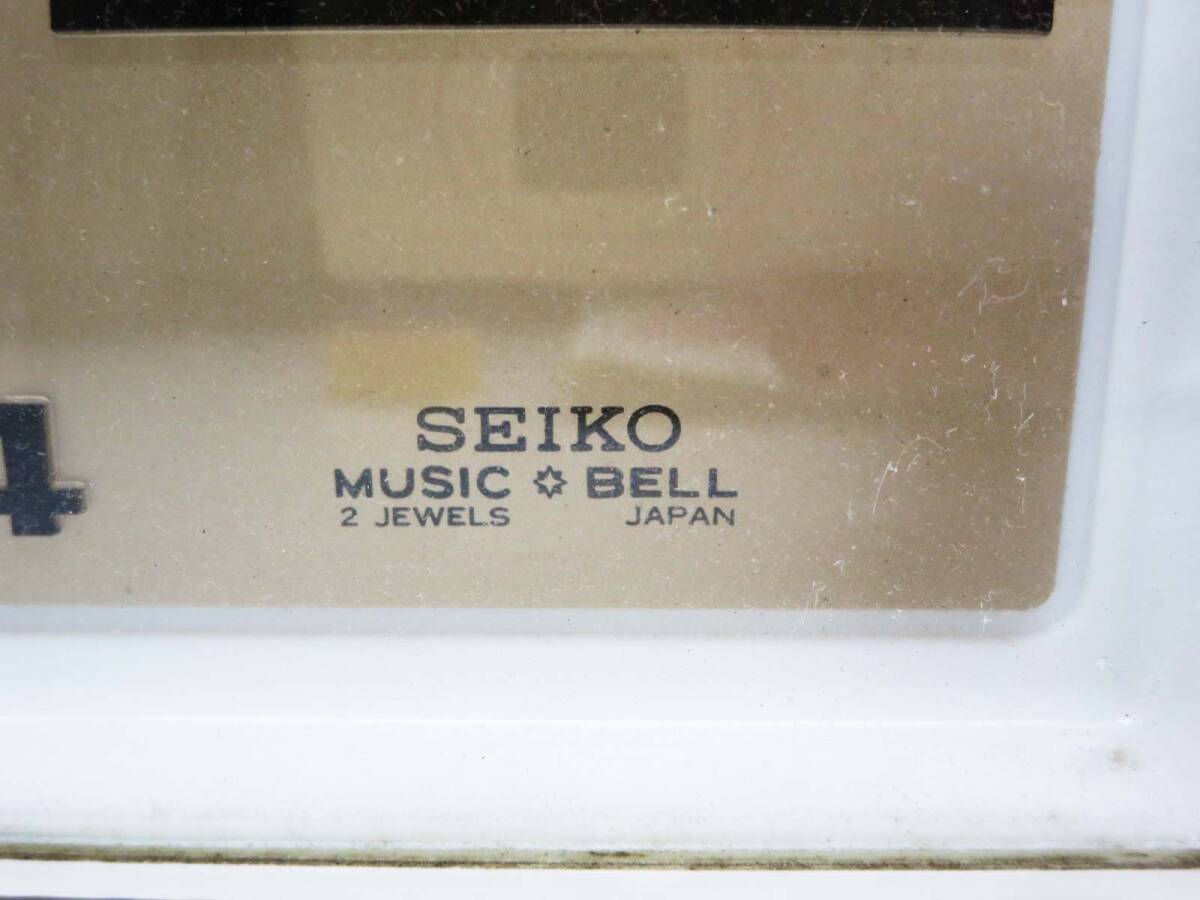 4
SEIKO
MUSIC ✡ BELL
2 JEWELS JAPAN